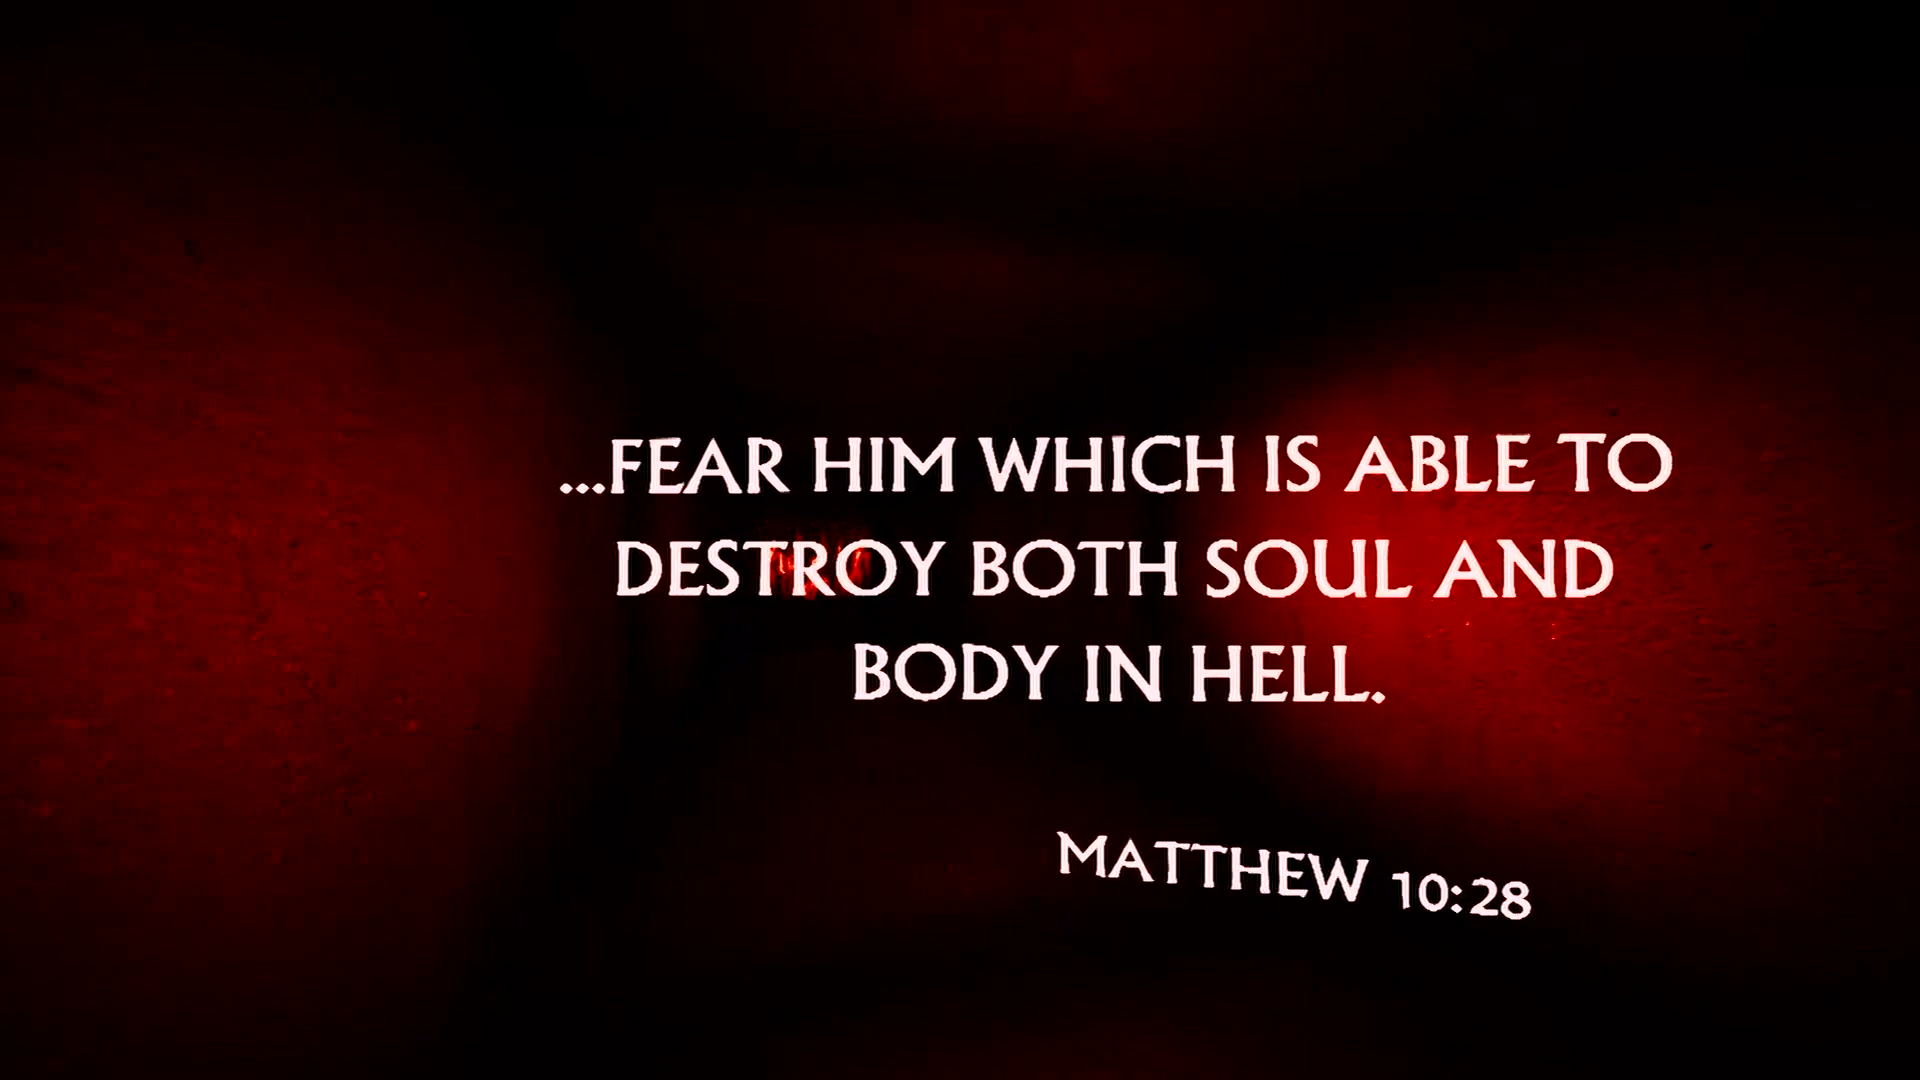 ...FEAR HIM WHICH IS ABLE TO
DESTROY BOTH SOUL AND
BODY IN HELL.
MATTHEW 10:28